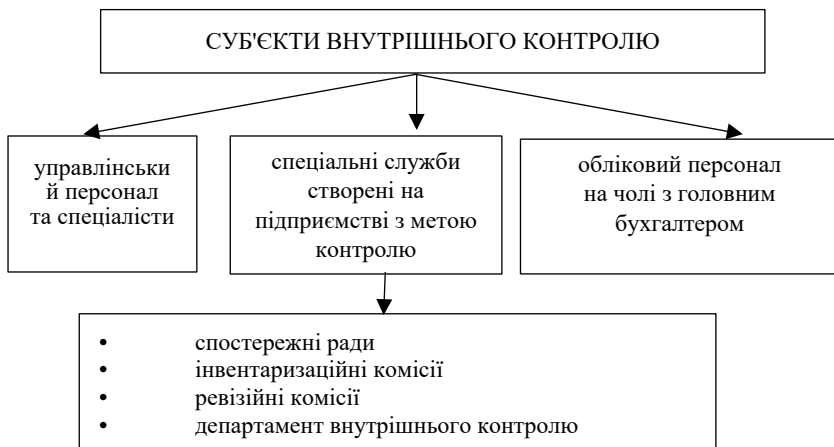 СУБ'ЄКТИ ВНУТРІШНЬОГО КОНТРОЛЮ
управлінськи
й персонал
та спеціалісти
спеціальні служби
створені на
підприємстві з метою
контролю
обліковий персонал
на чолі з головним
бухгалтером
• спостережні ради
• інвентаризаційні комісії
• ревізійні комісії
• департамент внутрішнього контролю